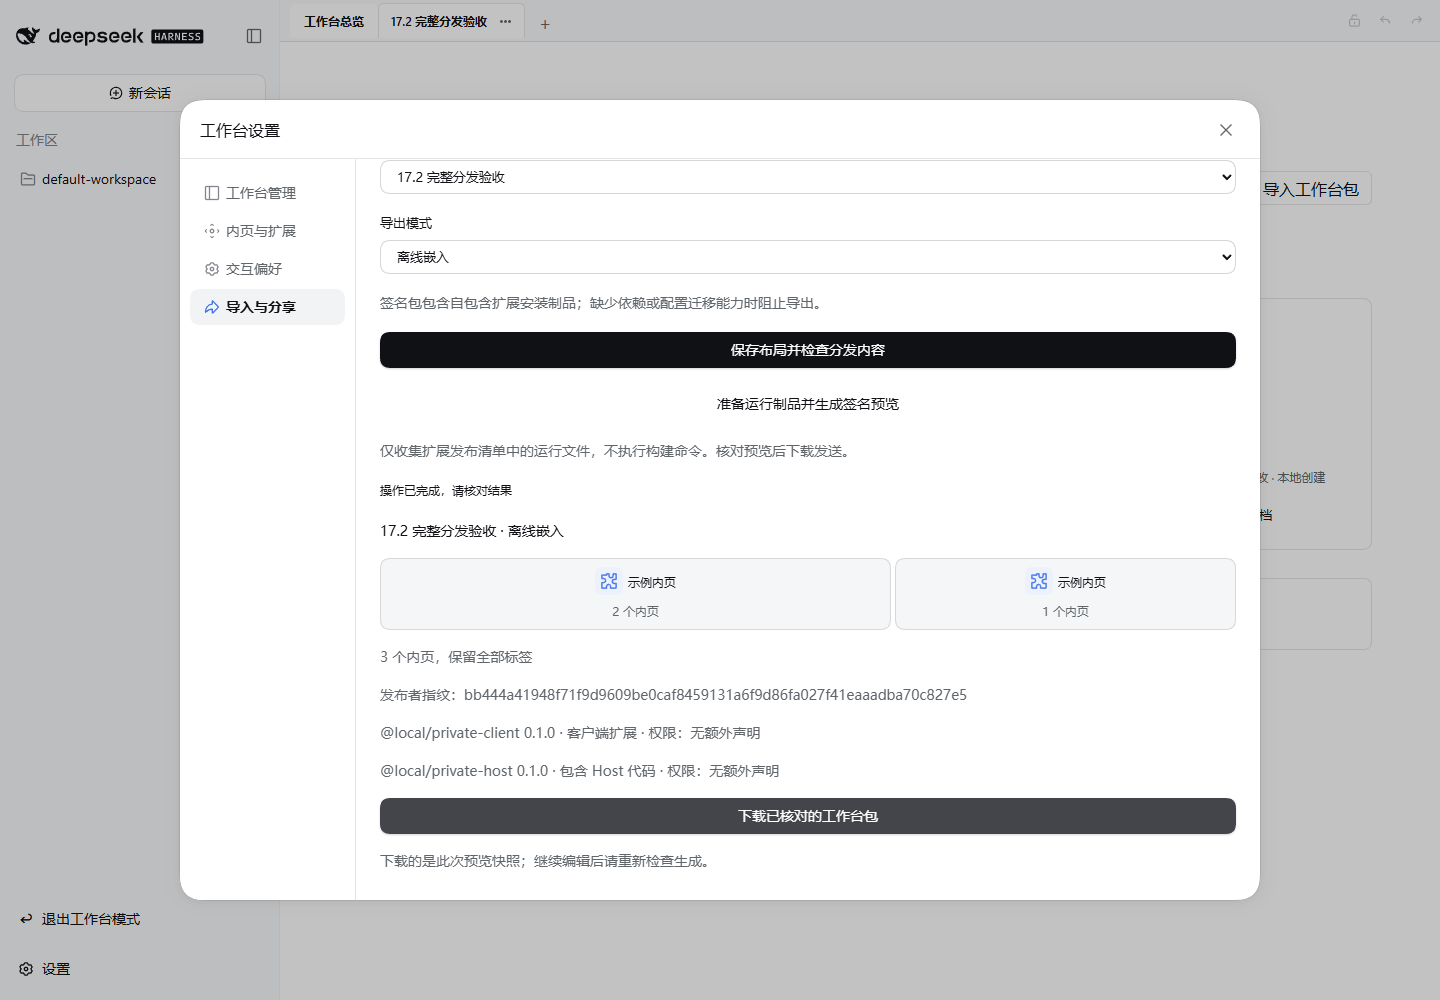 deepseek HARNESS
工作台总览
17.2 完整分发验收
新会话
工作区
default-workspace
导入工作台包
工作台设置
工作台管理
内页与扩展
交互偏好
导入与分享
17.2 完整分发验收
导出模式
离线嵌入
签名包包含自包含扩展安装制品；缺少依赖或配置迁移能力时阻止导出。
保存布局并检查分发内容
准备运行制品并生成签名预览
仅收集扩展发布清单中的运行文件，不执行构建命令。核对预览后下载发送。
操作已完成，请核对结果
17.2 完整分发验收 · 离线嵌入
示例内页
2 个内页
示例内页
1 个内页
3 个内页，保留全部标签
发布者指纹：bb444a41948f71f9d9609be0caf8459131a6f9d86fa027f41eaaadba70c827e5
@local/private-client 0.1.0 · 客户端扩展 · 权限：无额外声明
@local/private-host 0.1.0 · 包含 Host 代码 · 权限：无额外声明
下载已核对的工作台包
下载的是此次预览快照；继续编辑后请重新检查生成。
· 本地创建
档
退出工作台模式
设置